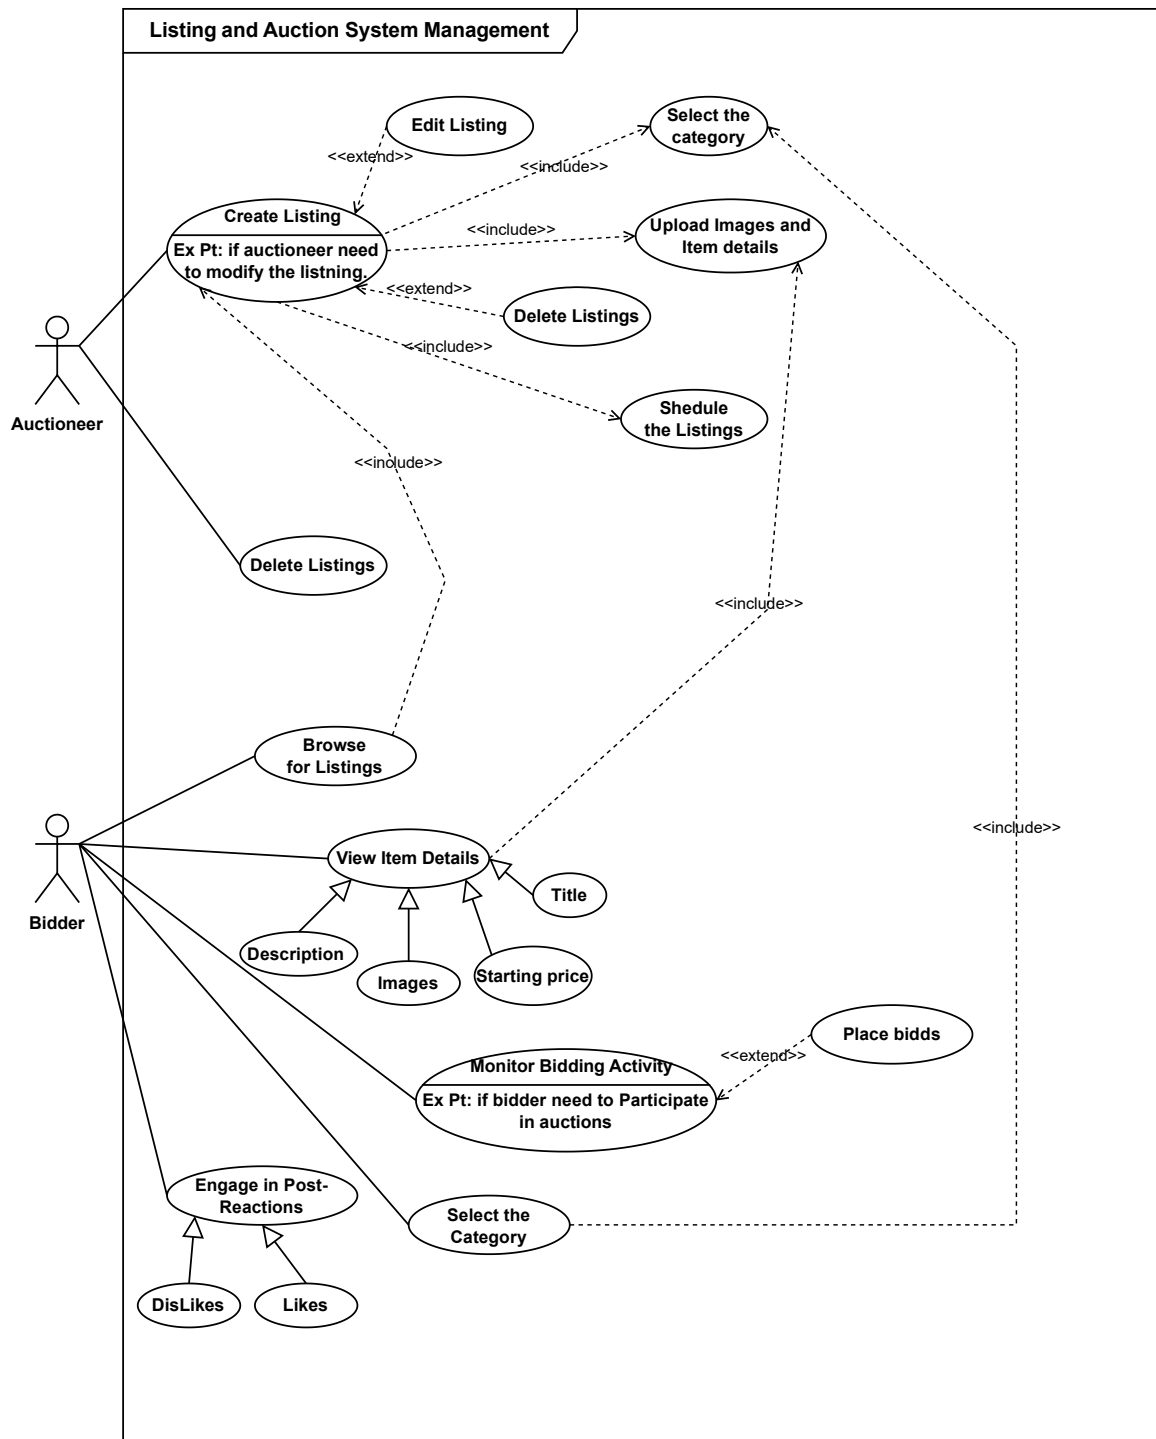 Listing and Auction System Management
Edit Listing
Select the
category
<<extend>>
<<include>>
Create Listing
Ex Pt: if auctioneer need
to modify the listning.
<<include>>
Upload Images and
Item details
<<extend>>
Delete Listings
<<include>>
Shedule
the Listings
Auctioneer
<<include>>
Delete Listings
<<include>>
Browse
for Listings
<<include>>
View Item Details
Title
Bidder
Description
Images
Starting price
Place bidds
<<extend>>
Monitor Bidding Activity
Ex Pt: if bidder need to Participate
in auctions
Engage in Post-
Reactions
Select the
Category
DisLikes
Likes